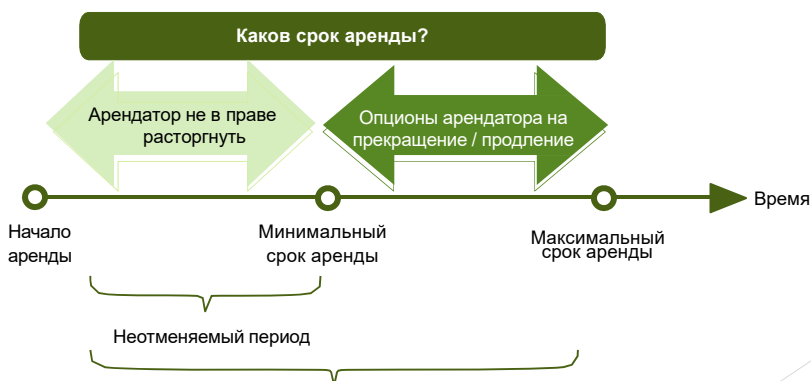 Каков срок аренды?
Арендатор не в праве
расторгнуть
Опционы арендатора на
прекращение / продление
Время
Начало
аренды
Минимальный
срок аренды
Максимальный
срок аренды
Неотменяемый период